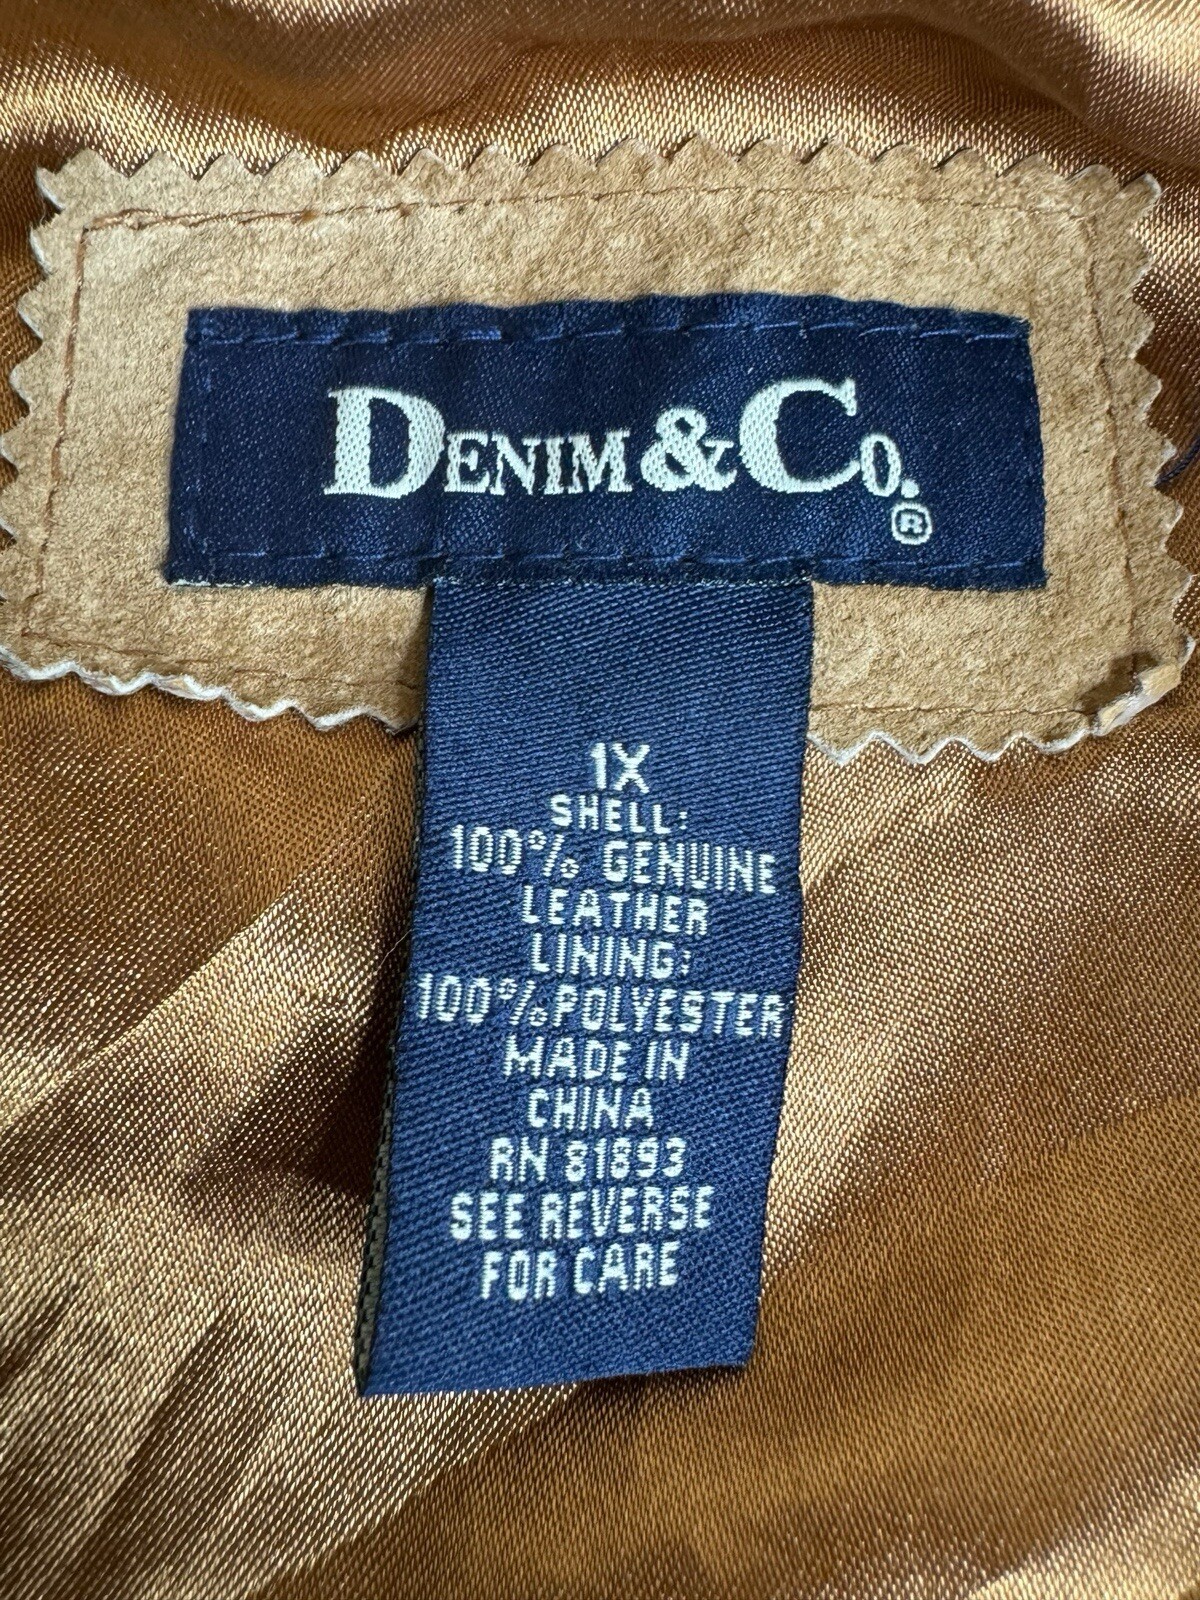 DENIM & CO.®
1X
SHELL:
100% GENUINE
LEATHER
LINING:
100% POLYESTER
MADE IN
CHINA
RN 81893
SEE REVERSE
FOR CARE